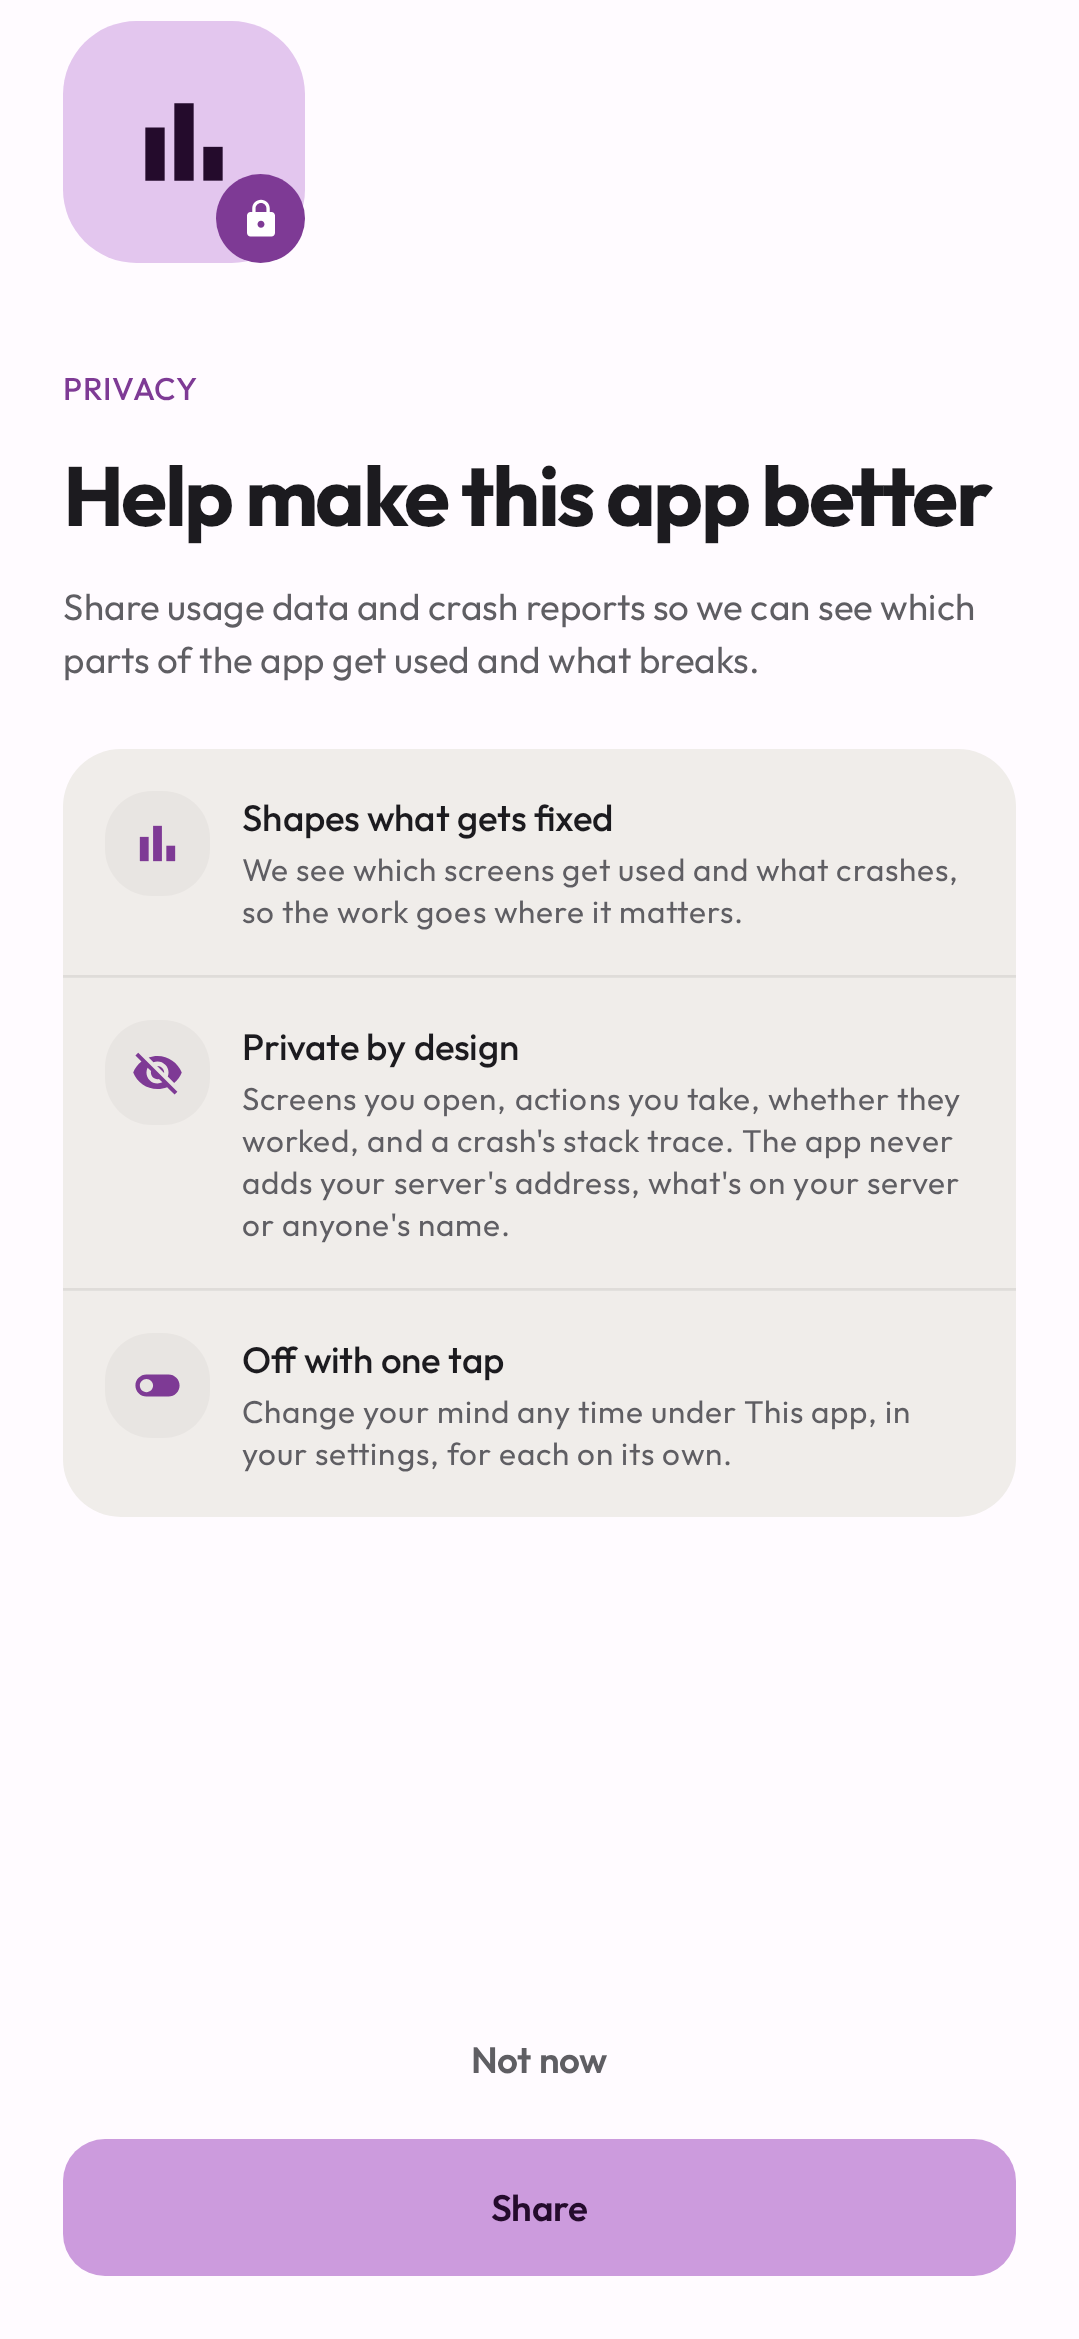 PRIVACY
Help make this app better
Share usage data and crash reports so we can see which
parts of the app get used and what breaks.
Shapes what gets fixed
We see which screens get used and what crashes,
so the work goes where it matters.
Private by design
Screens you open, actions you take, whether they
worked, and a crash's stack trace. The app never
adds your server's address, what's on your server
or anyone's name.
Off with one tap
Change your mind any time under This app, in
your settings, for each on its own.
Not now
Share